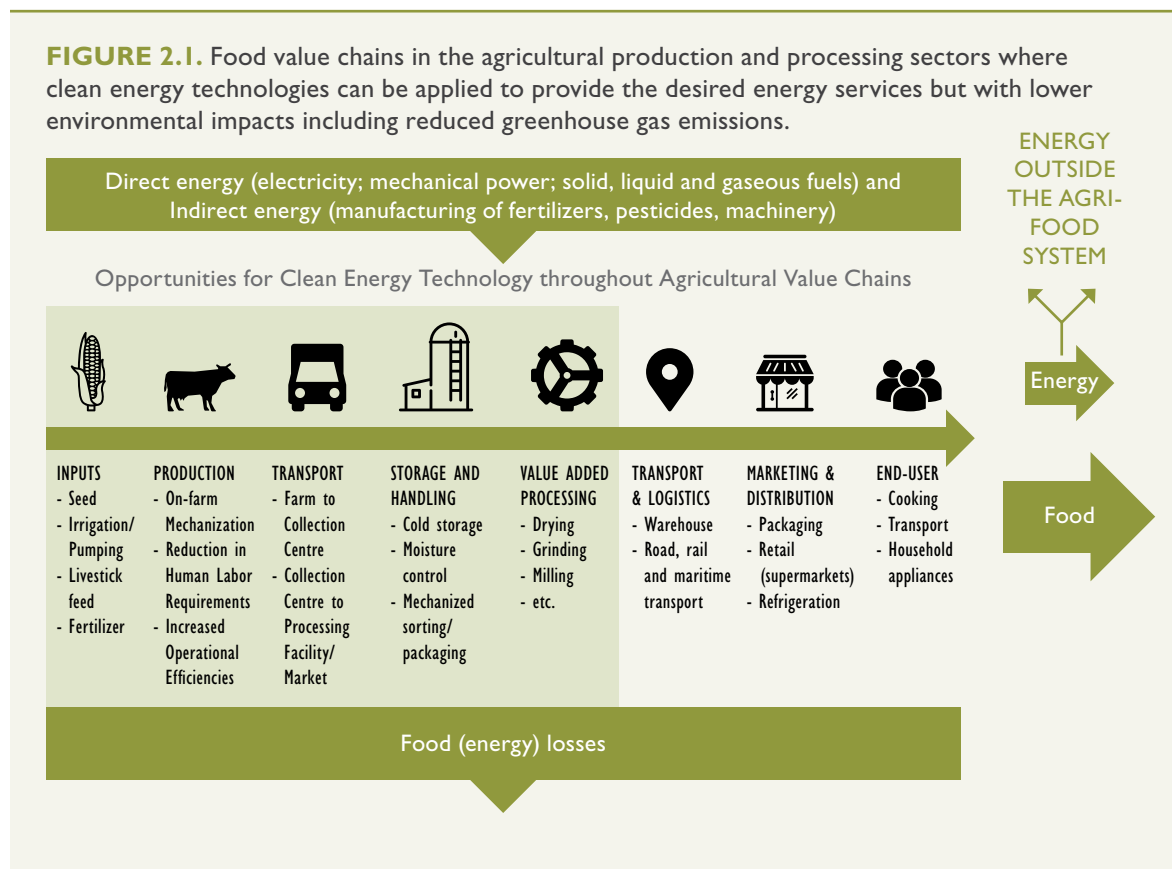 FIGURE 2.1. Food value chains in the agricultural production and processing sectors where
clean energy technologies can be applied to provide the desired energy services but with lower
environmental impacts including reduced greenhouse gas emissions.
Direct energy (electricity; mechanical power; solid, liquid and gaseous fuels) and
Indirect energy (manufacturing of fertilizers, pesticides, machinery)
Opportunities for Clean Energy Technology throughout Agricultural Value Chains
INPUTS
- Seed
- Irrigation/
Pumping
- Livestick
feed
- Fertilizer
PRODUCTION
- On-farm
Mechanization
- Reduction in
Human Labor
Requirements
- Increased
Operational
Efficiencies
TRANSPORT
- Farm to
Collection
Centre
- Collection
Centre to
Processing
Facility/
Market
STORAGE AND
HANDLING
- Cold storage
- Moisture
control
- Mechanized
sorting/
packaging
VALUE ADDED
PROCESSING
- Drying
- Grinding
- Milling
- etc.
TRANSPORT
& LOGISTICS
- Warehouse
- Road, rail
and maritime
transport
MARKETING &
DISTRIBUTION
- Packaging
- Retail
(supermarkets)
- Refrigeration
END-USER
- Cooking
- Transport
- Household
appliances
Food (energy) losses
ENERGY
OUTSIDE
THE AGRI-
FOOD
SYSTEM
Energy
Food